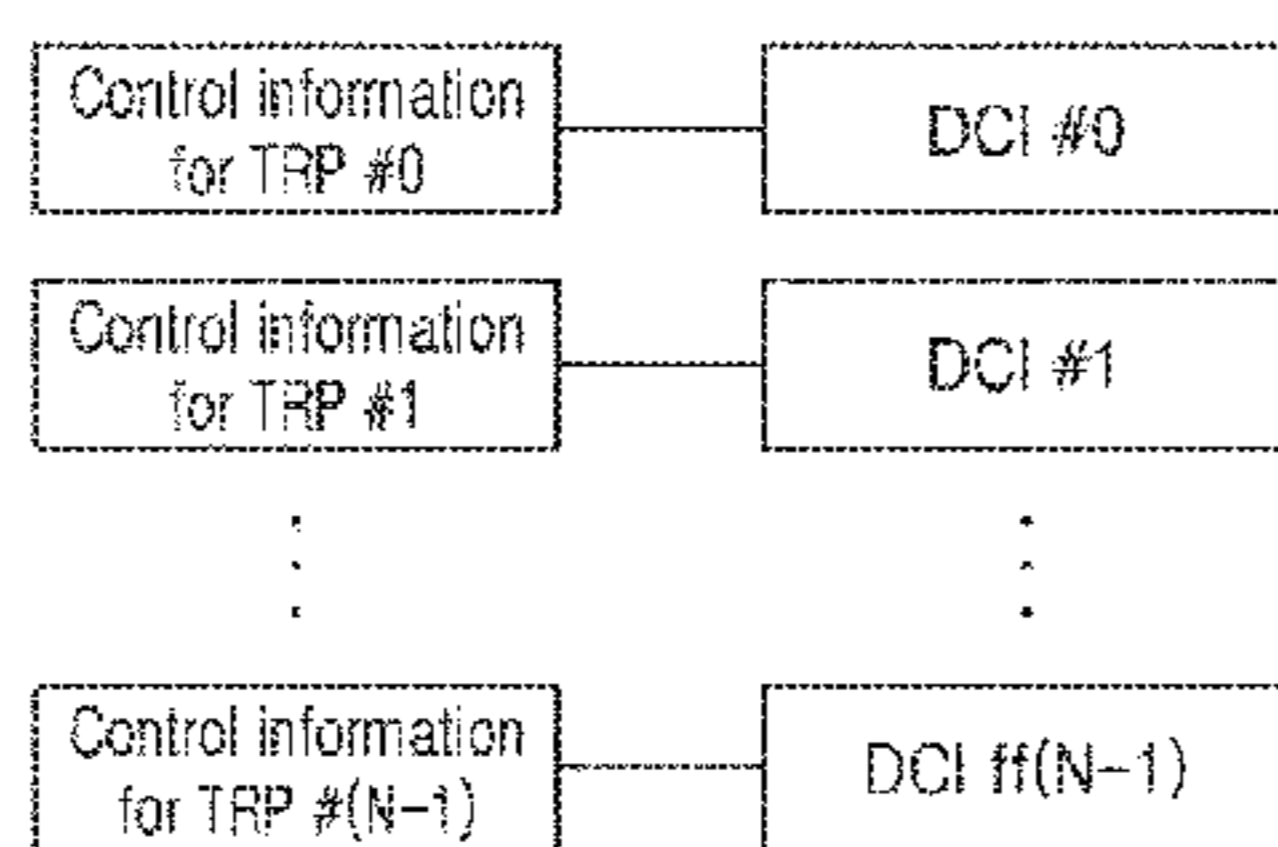 Control information
for TRP #0
DCI #0
Control information
for TRP #1
DCI #1
Control information
for TRP #(N-1)
DCI #(N-1)